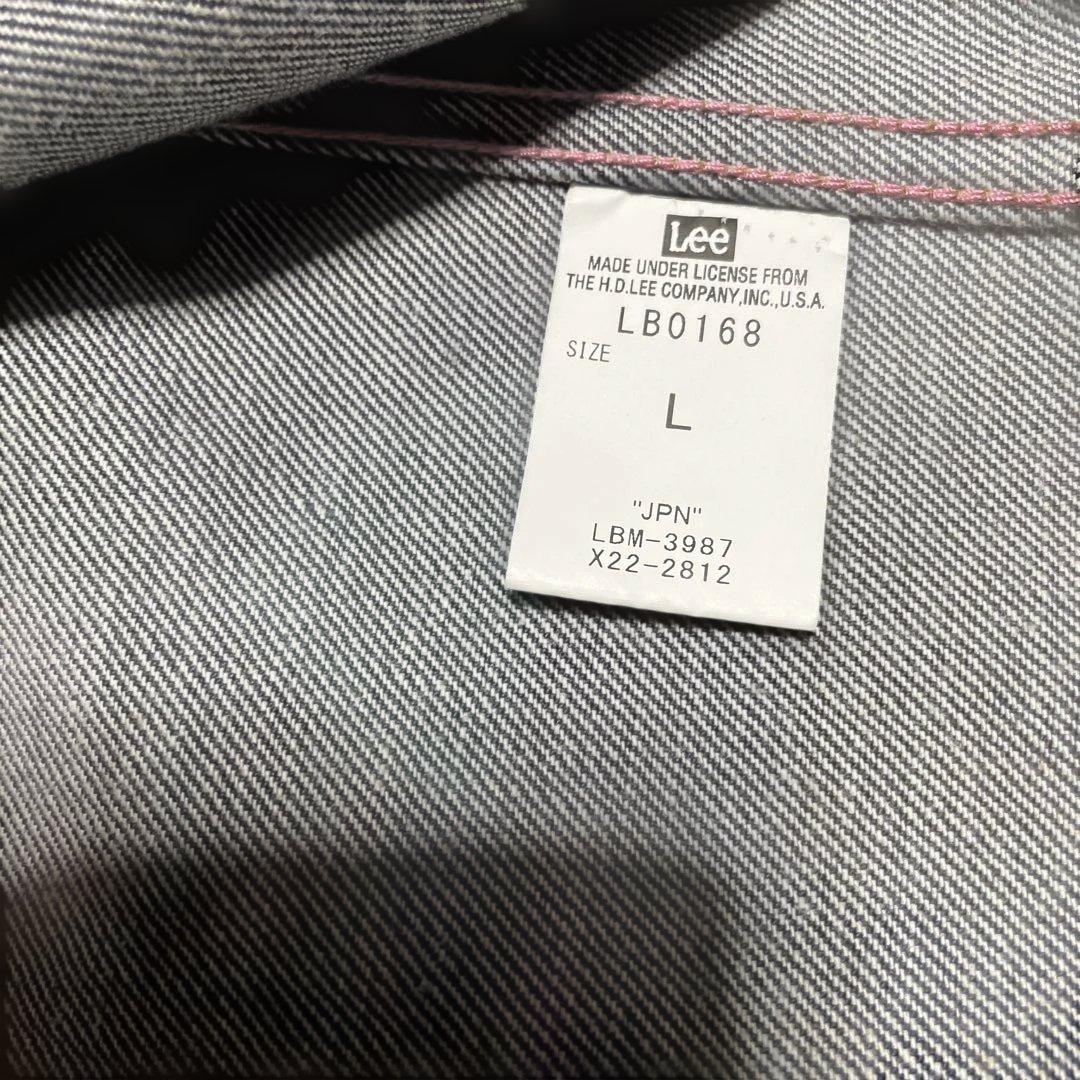 Lee
MADE UNDER LICENSE FROM
THE H.D.LEE COMPANY,INC.,U.S.A.
LB0168
SIZE
L
"JPN"
LBM-3987
X22-2812